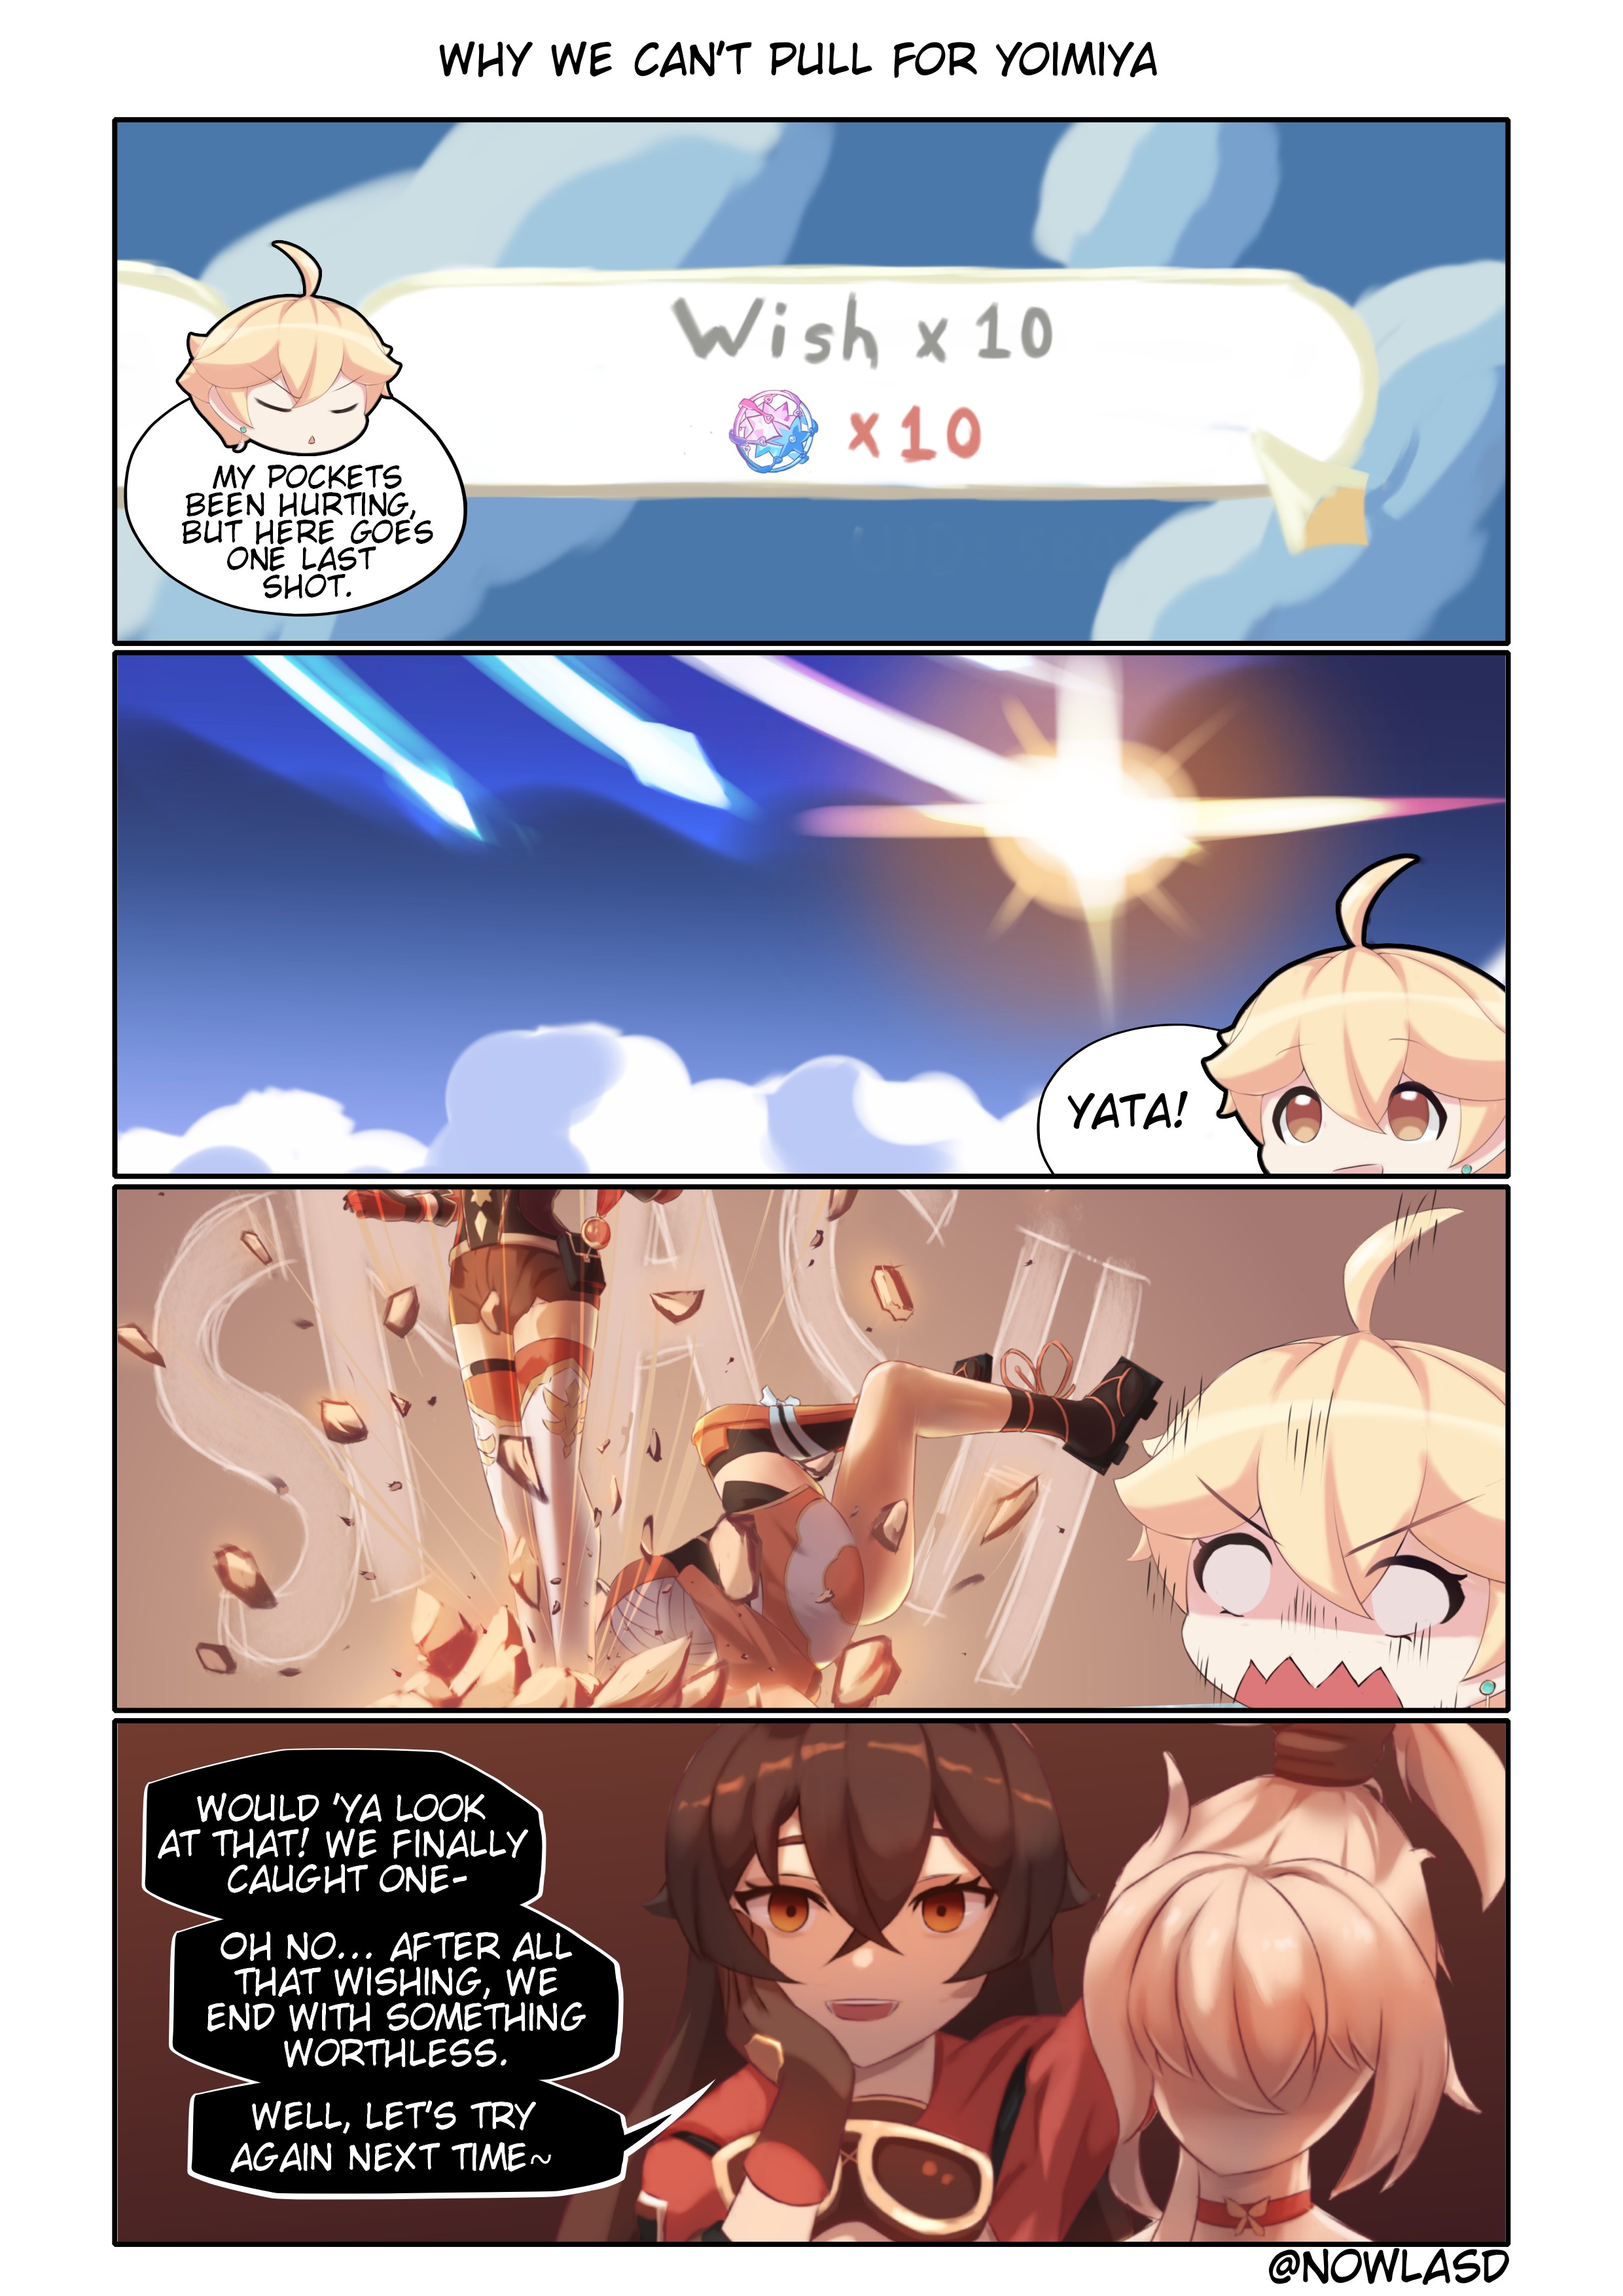 WHY WE CAN'T PULL FOR YOIMIYA
Wish x 10
x 10
MY POCKETS
BEEN HURTING,
BUT HERE GOES
ONE LAST
SHOT.
YATA!
SMASH
WOULD 'YA LOOK
AT THAT! WE FINALLY
CAUGHT ONE-
OH NO... AFTER ALL
THAT WISHING, WE
END WITH SOMETHING
WORTHLESS.
WELL, LET'S TRY
AGAIN NEXT TIME~
@NOWLASD